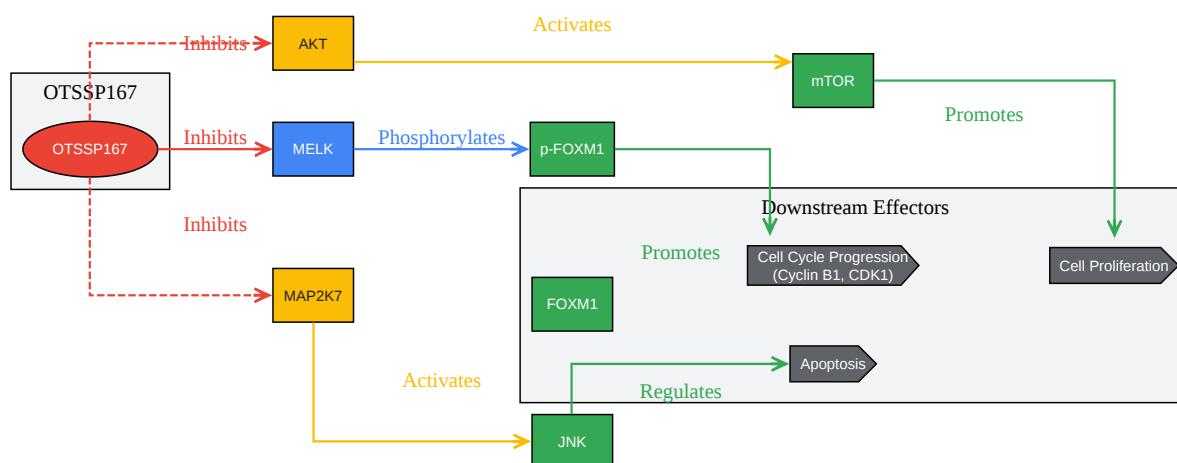 Activates
Inhibits
AKT
mTOR
OTSSP167
Promotes
Inhibits
Phosphorylates
OTSSP167
MELK
p-FOXM1
Downstream Effectors
Inhibits
Promotes
Cell Cycle Progression
(Cyclin B1, CDK1)
Cell Proliferation
MAP2K7
FOXM1
Apoptosis
Activates
Regulates
JNK